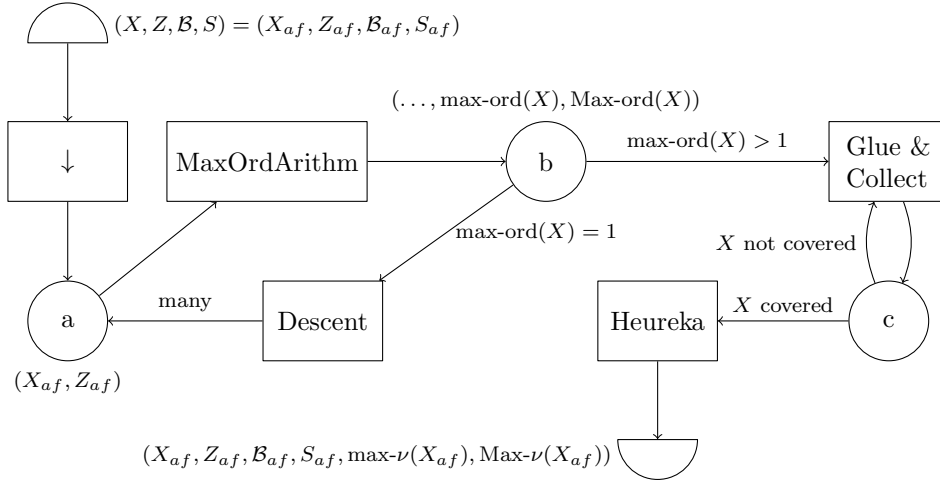 (X, Z, ℬ, S) = (X_{af}, Z_{af}, ℬ_{af}, S_{af})
(. . . , max-ord(X), Max-ord(X))
↓
MaxOrdArithm
b
max-ord(X) > 1
Glue &
Collect
max-ord(X) = 1
X not covered
a
many
Descent
Heureka
X covered
c
(X_{af}, Z_{af})
(X_{af}, Z_{af}, ℬ_{af}, S_{af}, max-ν(X_{af}), Max-ν(X_{af}))